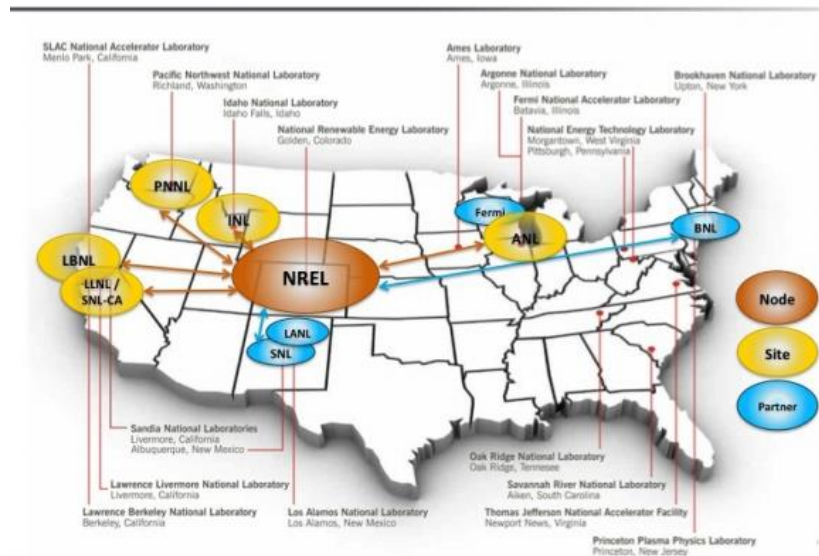 SLAC National Accelerator Laboratory
Menlo Park, California
Pacific Northwest National Laboratory
Richland, Washington
Idaho National Laboratory
Idaho Falls, Idaho
National Renewable Energy Laboratory
Golden, Colorado
Ames Laboratory
Ames, Iowa
Argonne National Laboratory
Argonne, Illinois
Fermi National Accelerator Laboratory
Batavia, Illinois
National Energy Technology Laboratory
Morgantown, West Virginia
Pittsburgh, Pennsylvania
Brookhaven National Laboratory
Upton, New York
PNNL
INL
Fermi
ANL
BNL
LBNL
LLNL /
SNL-CA
NREL
LANL
SNL
Node
Site
Partner
Sandia National Laboratories
Livermore, California
Albuquerque, New Mexico
Lawrence Livermore National Laboratory
Livermore, California
Lawrence Berkeley National Laboratory
Berkeley, California
Los Alamos National Laboratory
Los Alamos, New Mexico
Oak Ridge National Laboratory
Oak Ridge, Tennesee
Savannah River National Laboratory
Aiken, South Carolina
Thomas Jefferson National Accelerator Facility
Newport News, Virginia
Princeton Plasma Physics Laboratory
Princeton, New Jersey